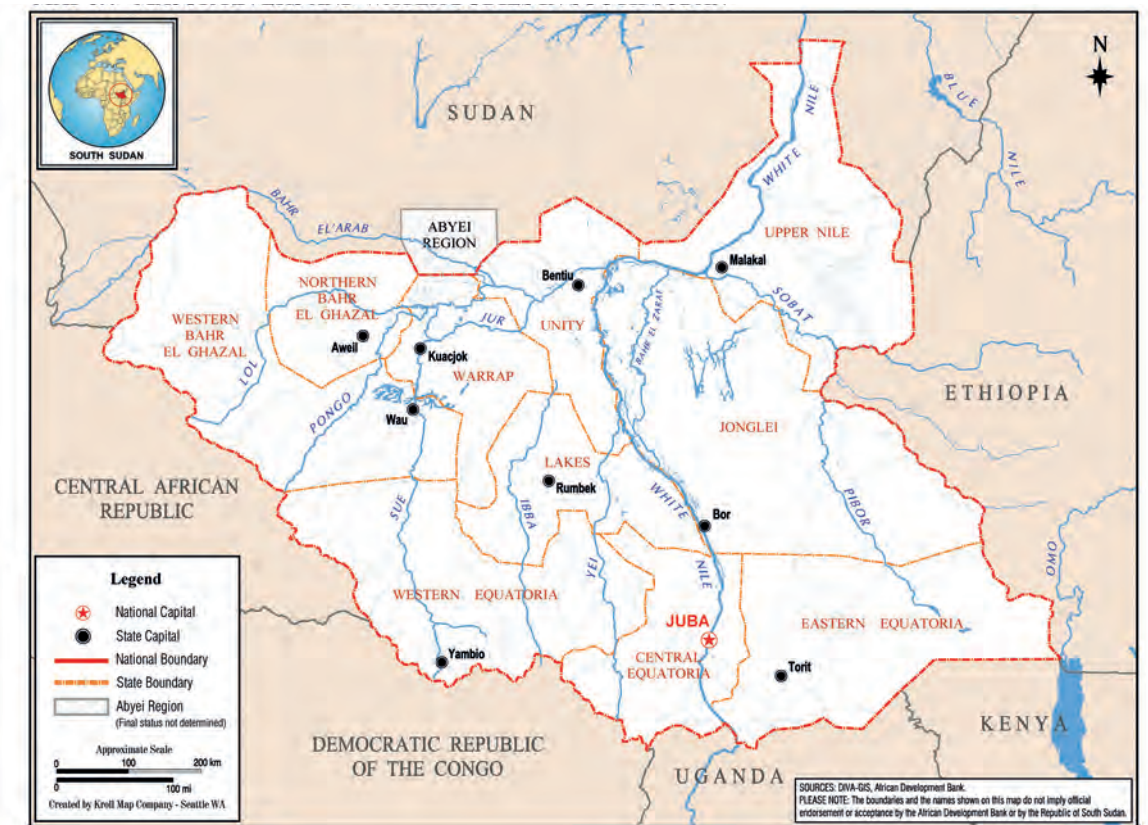 SOUTH SUDAN
N
SUDAN
BLUE
NILE
WHITE
NILE
BAHR
EL'ARAB
ABYEI
REGION
UPPER NILE
Malakal
Bentiu
SOBAT
NORTHERN
BAHR
EL GHAZAL
WESTERN
BAHR
EL GHAZAL
JUR
UNITY
BAHR EL ZARAF
Aweil
Kuacjok
WARRAP
LOL
PONGO
Wau
ETHIOPIA
JONGLEI
LAKES
Rumbek
CENTRAL AFRICAN
REPUBLIC
SUE
IBBA
WHITE
NILE
Bor
PIBOR
YEI
OMO
WESTERN EQUATORIA
JUBA
EASTERN EQUATORIA
CENTRAL
EQUATORIA
Yambio
Torit
KENYA
DEMOCRATIC REPUBLIC
OF THE CONGO
UGANDA
Legend
National Capital
State Capital
National Boundary
State Boundary
Abyei Region
(Final status not determined)
Approximate Scale
0 100 200 km
0 100 mi
Created by Kroll Map Company - Seattle WA
SOURCES: DIVA-GIS, African Development Bank.
PLEASE NOTE: The boundaries and the names shown on this map do not imply official
endorsement or acceptance by the African Development Bank or by the Republic of South Sudan.